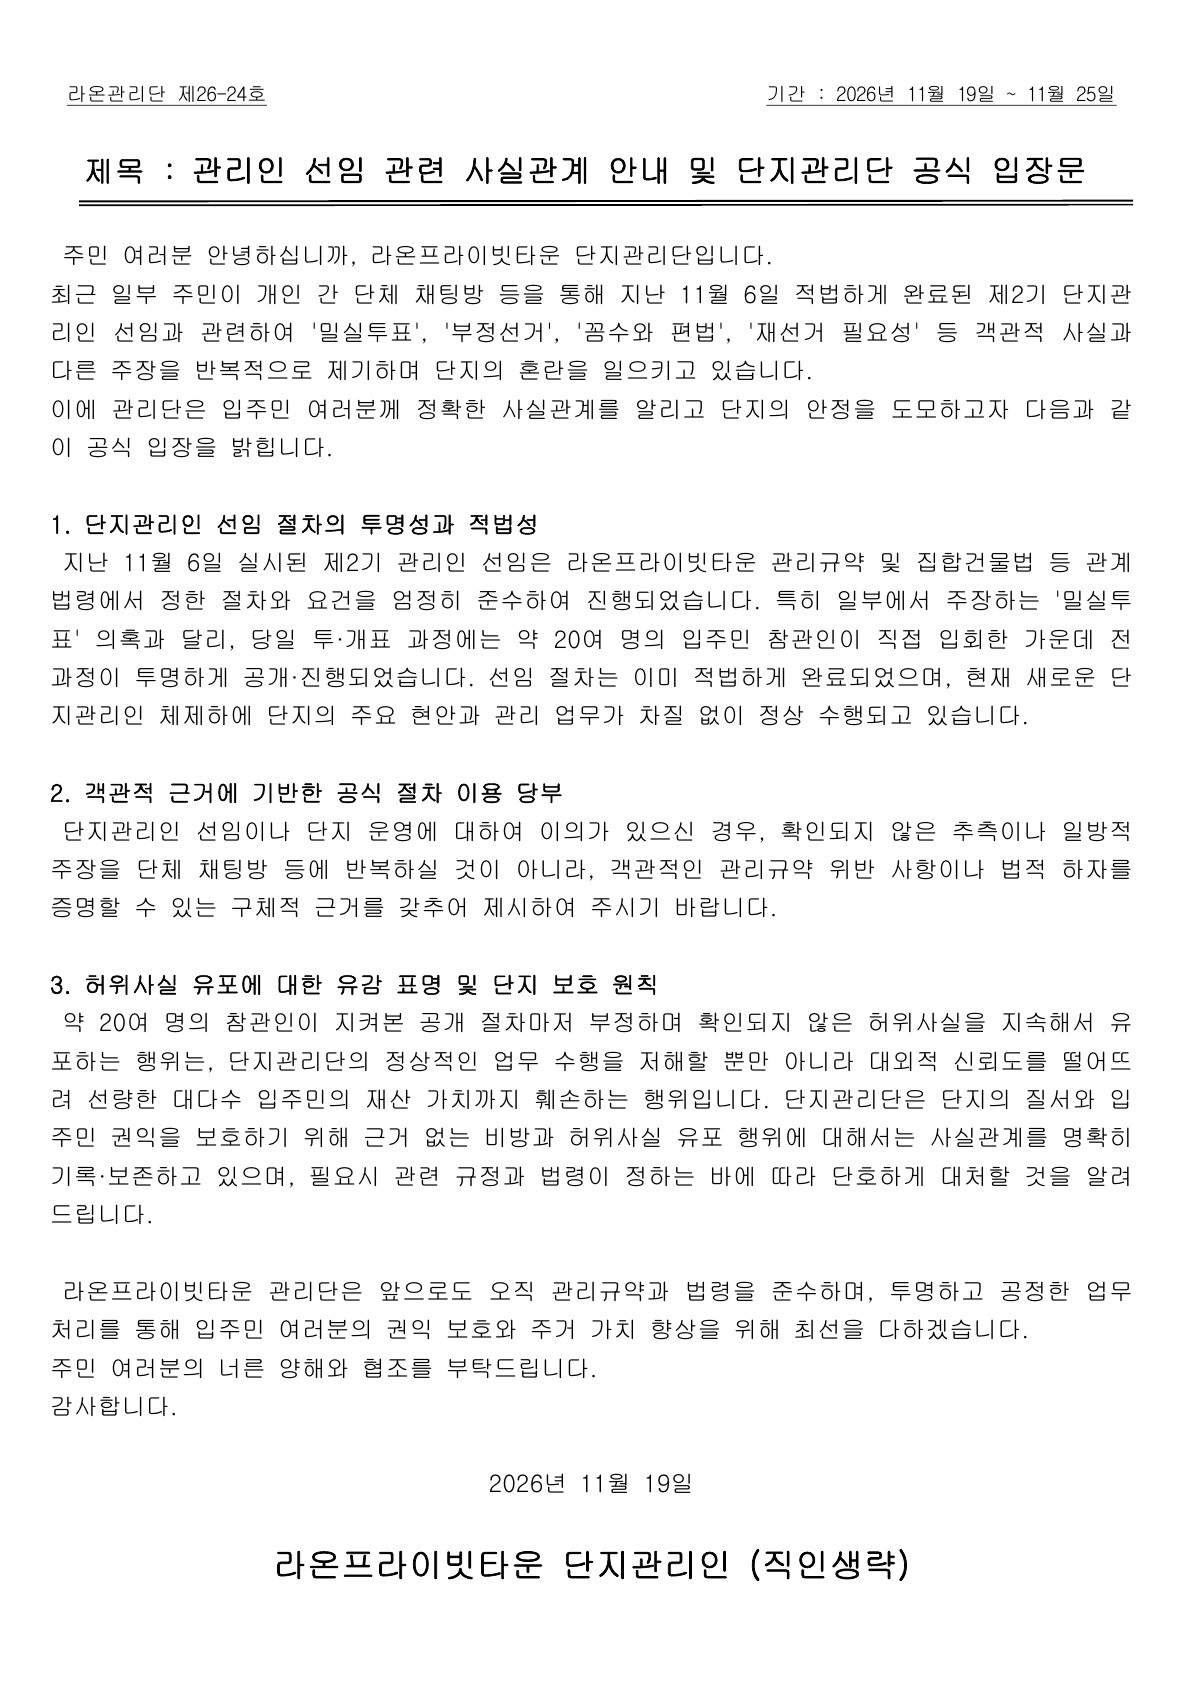 라온관리단 제26-24호
기간 : 2026년 11월 19일 ~ 11월 25일
제목 : 관리인 선임 관련 사실관계 안내 및 단지관리단 공식 입장문
주민 여러분 안녕하십니까, 라온프라이빗타운 단지관리단입니다.
최근 일부 주민이 개인 간 단체 채팅방 등을 통해 지난 11월 6일 적법하게 완료된 제2기 단지관
리인 선임과 관련하여 '밀실투표', '부정선거', '꼼수와 편법', '재선거 필요성' 등 객관적 사실과
다른 주장을 반복적으로 제기하며 단지의 혼란을 일으키고 있습니다.
이에 관리단은 입주민 여러분께 정확한 사실관계를 알리고 단지의 안정을 도모하고자 다음과 같
이 공식 입장을 밝힙니다.
1. 단지관리인 선임 절차의 투명성과 적법성
지난 11월 6일 실시된 제2기 관리인 선임은 라온프라이빗타운 관리규약 및 집합건물법 등 관계
법령에서 정한 절차와 요건을 엄정히 준수하여 진행되었습니다. 특히 일부에서 주장하는 '밀실투
표' 의혹과 달리, 당일 투·개표 과정에는 약 20여 명의 입주민 참관인이 직접 입회한 가운데 전
과정이 투명하게 공개·진행되었습니다. 선임 절차는 이미 적법하게 완료되었으며, 현재 새로운 단
지관리인 체제하에 단지의 주요 현안과 관리 업무가 차질 없이 정상 수행되고 있습니다.
2. 객관적 근거에 기반한 공식 절차 이용 당부
단지관리인 선임이나 단지 운영에 대하여 이의가 있으신 경우, 확인되지 않은 추측이나 일방적
주장을 단체 채팅방 등에 반복하실 것이 아니라, 객관적인 관리규약 위반 사항이나 법적 하자를
증명할 수 있는 구체적 근거를 갖추어 제시하여 주시기 바랍니다.
3. 허위사실 유포에 대한 유감 표명 및 단지 보호 원칙
약 20여 명의 참관인이 지켜본 공개 절차마저 부정하며 확인되지 않은 허위사실을 지속해서 유
포하는 행위는, 단지관리단의 정상적인 업무 수행을 저해할 뿐만 아니라 대외적 신뢰도를 떨어뜨
려 선량한 대다수 입주민의 재산 가치까지 훼손하는 행위입니다. 단지관리단은 단지의 질서와 입
주민 권익을 보호하기 위해 근거 없는 비방과 허위사실 유포 행위에 대해서는 사실관계를 명확히
기록·보존하고 있으며, 필요시 관련 규정과 법령이 정하는 바에 따라 단호하게 대처할 것을 알려
드립니다.
라온프라이빗타운 관리단은 앞으로도 오직 관리규약과 법령을 준수하며, 투명하고 공정한 업무
처리를 통해 입주민 여러분의 권익 보호와 주거 가치 향상을 위해 최선을 다하겠습니다.
주민 여러분의 너른 양해와 협조를 부탁드립니다.
감사합니다.
2026년 11월 19일
라온프라이빗타운 단지관리인 (직인생략)